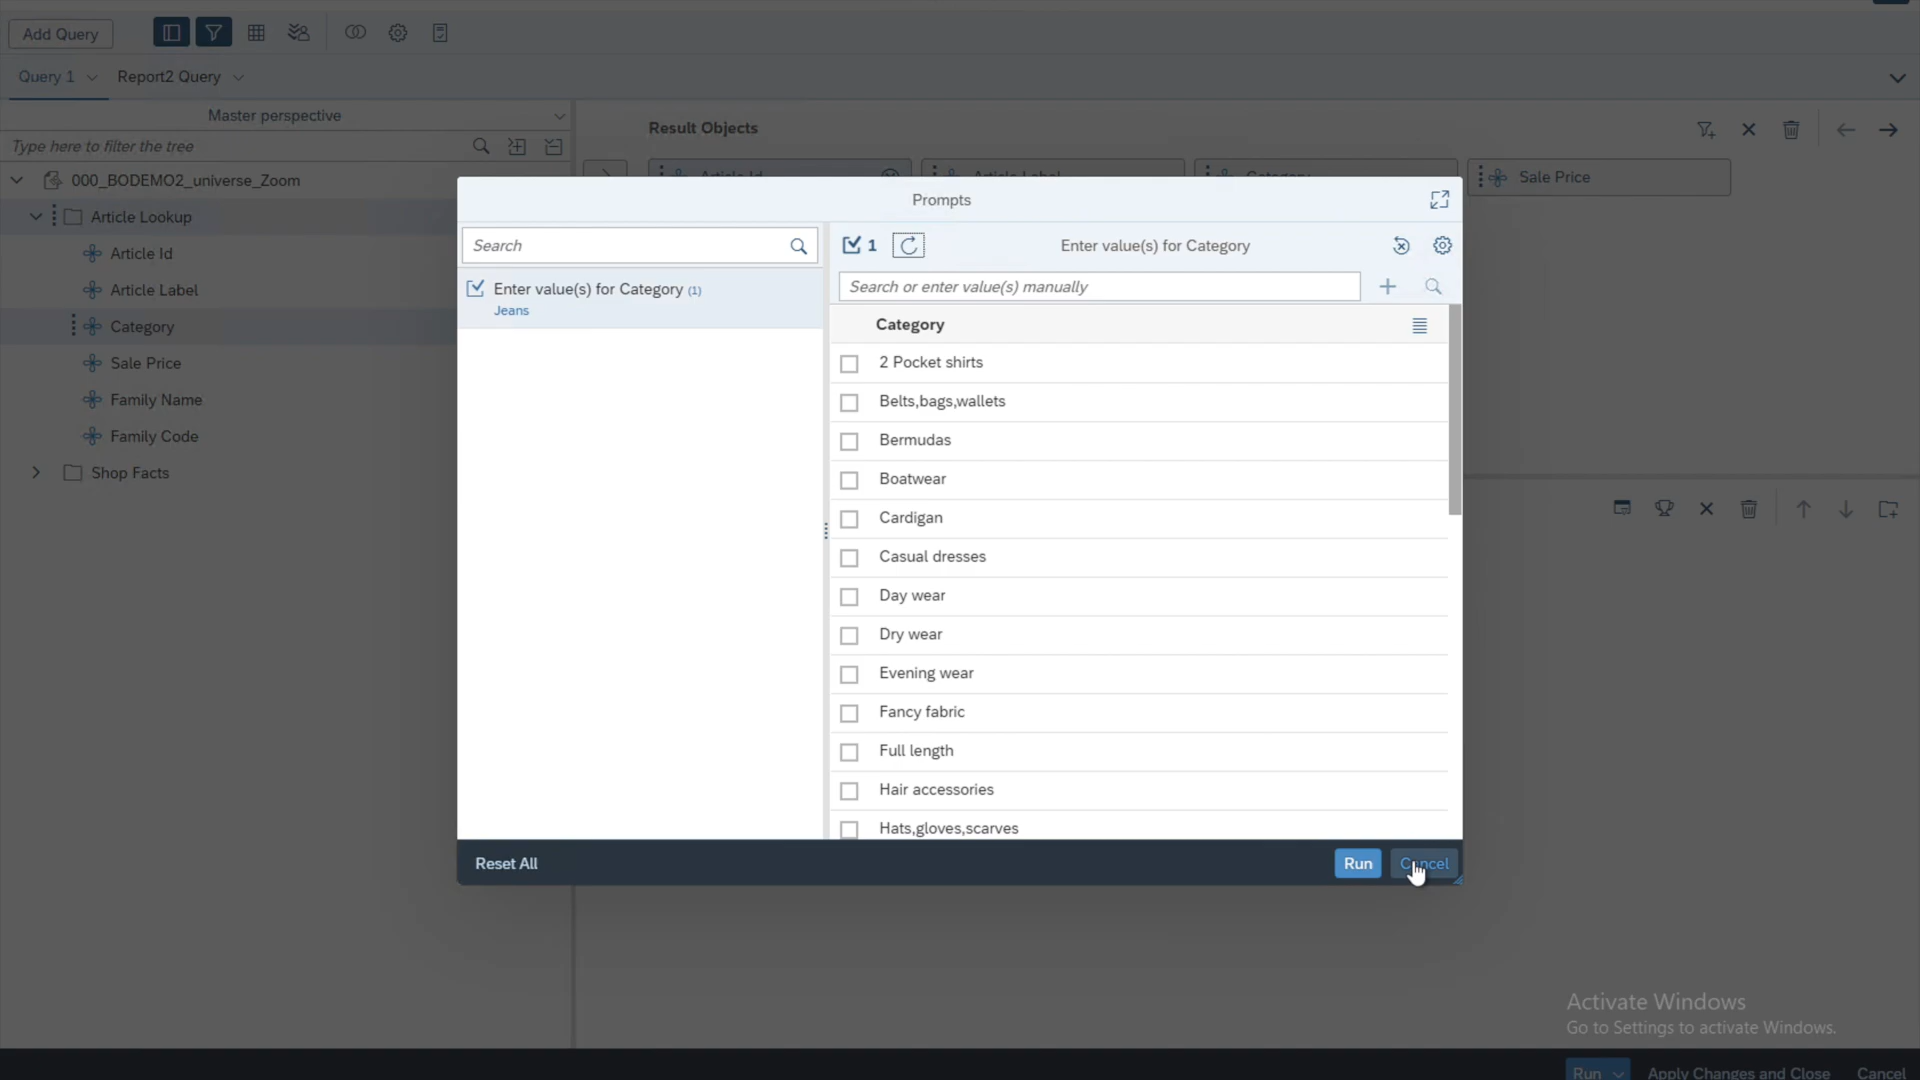 Add Query
Query 1
Report2 Query
Master perspective
Type here to filter the tree
000_BODEMO2_universe_Zoom
Article Lookup
Article Id
Article Label
Category
Sale Price
Family Name
Family Code
Shop Facts
Result Objects
Article Id
Article Label
Category
Sale Price
Prompts
Search
Enter value(s) for Category (1)
Jeans
1
Enter value(s) for Category
Search or enter value(s) manually
Category
2 Pocket shirts
Belts,bags,wallets
Bermudas
Boatwear
Cardigan
Casual dresses
Day wear
Dry wear
Evening wear
Fancy fabric
Full length
Hair accessories
Hats,gloves,scarves
Reset All
Run
Cancel
Activate Windows
Go to Settings to activate Windows.
Run
Apply Changes and Close
Cancel